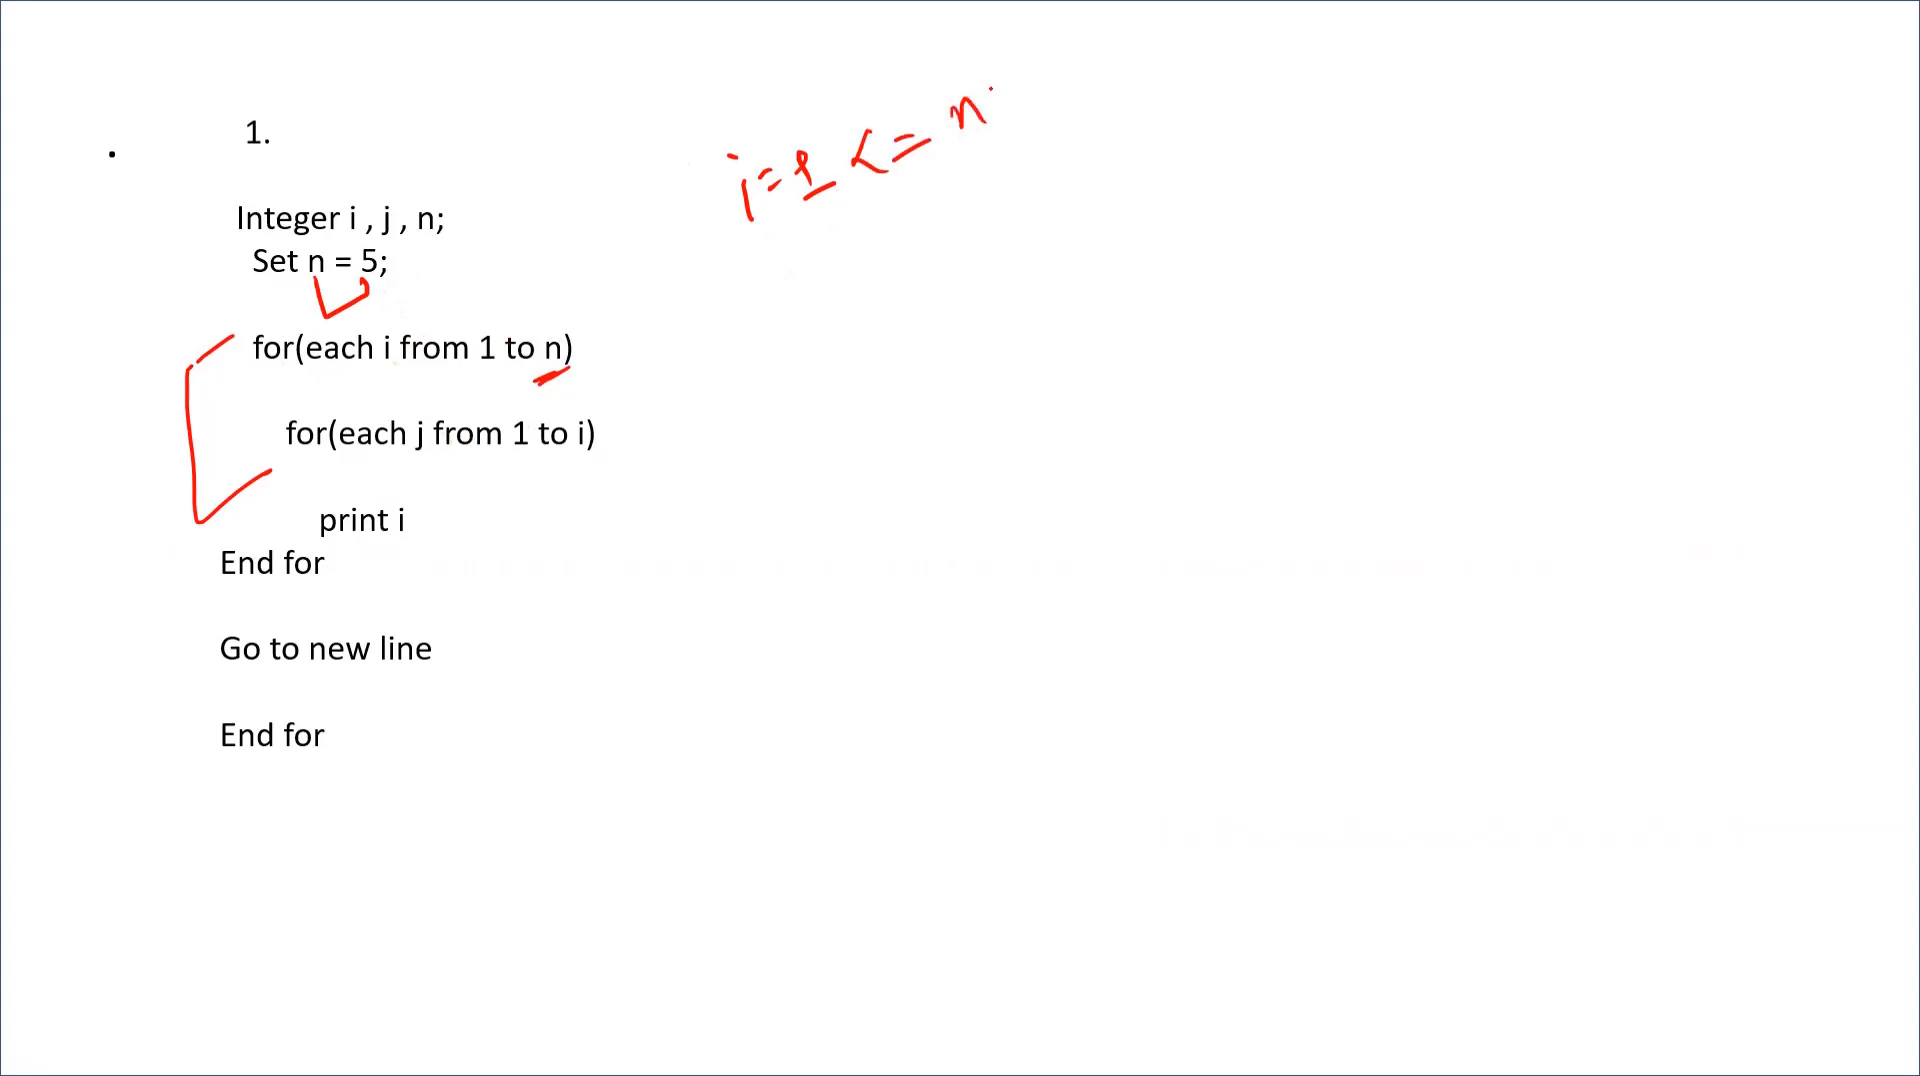 1.
i=1 <= n
Integer i , j , n;
Set n = 5;
for(each i from 1 to n)
for(each j from 1 to i)
print i
End for
Go to new line
End for